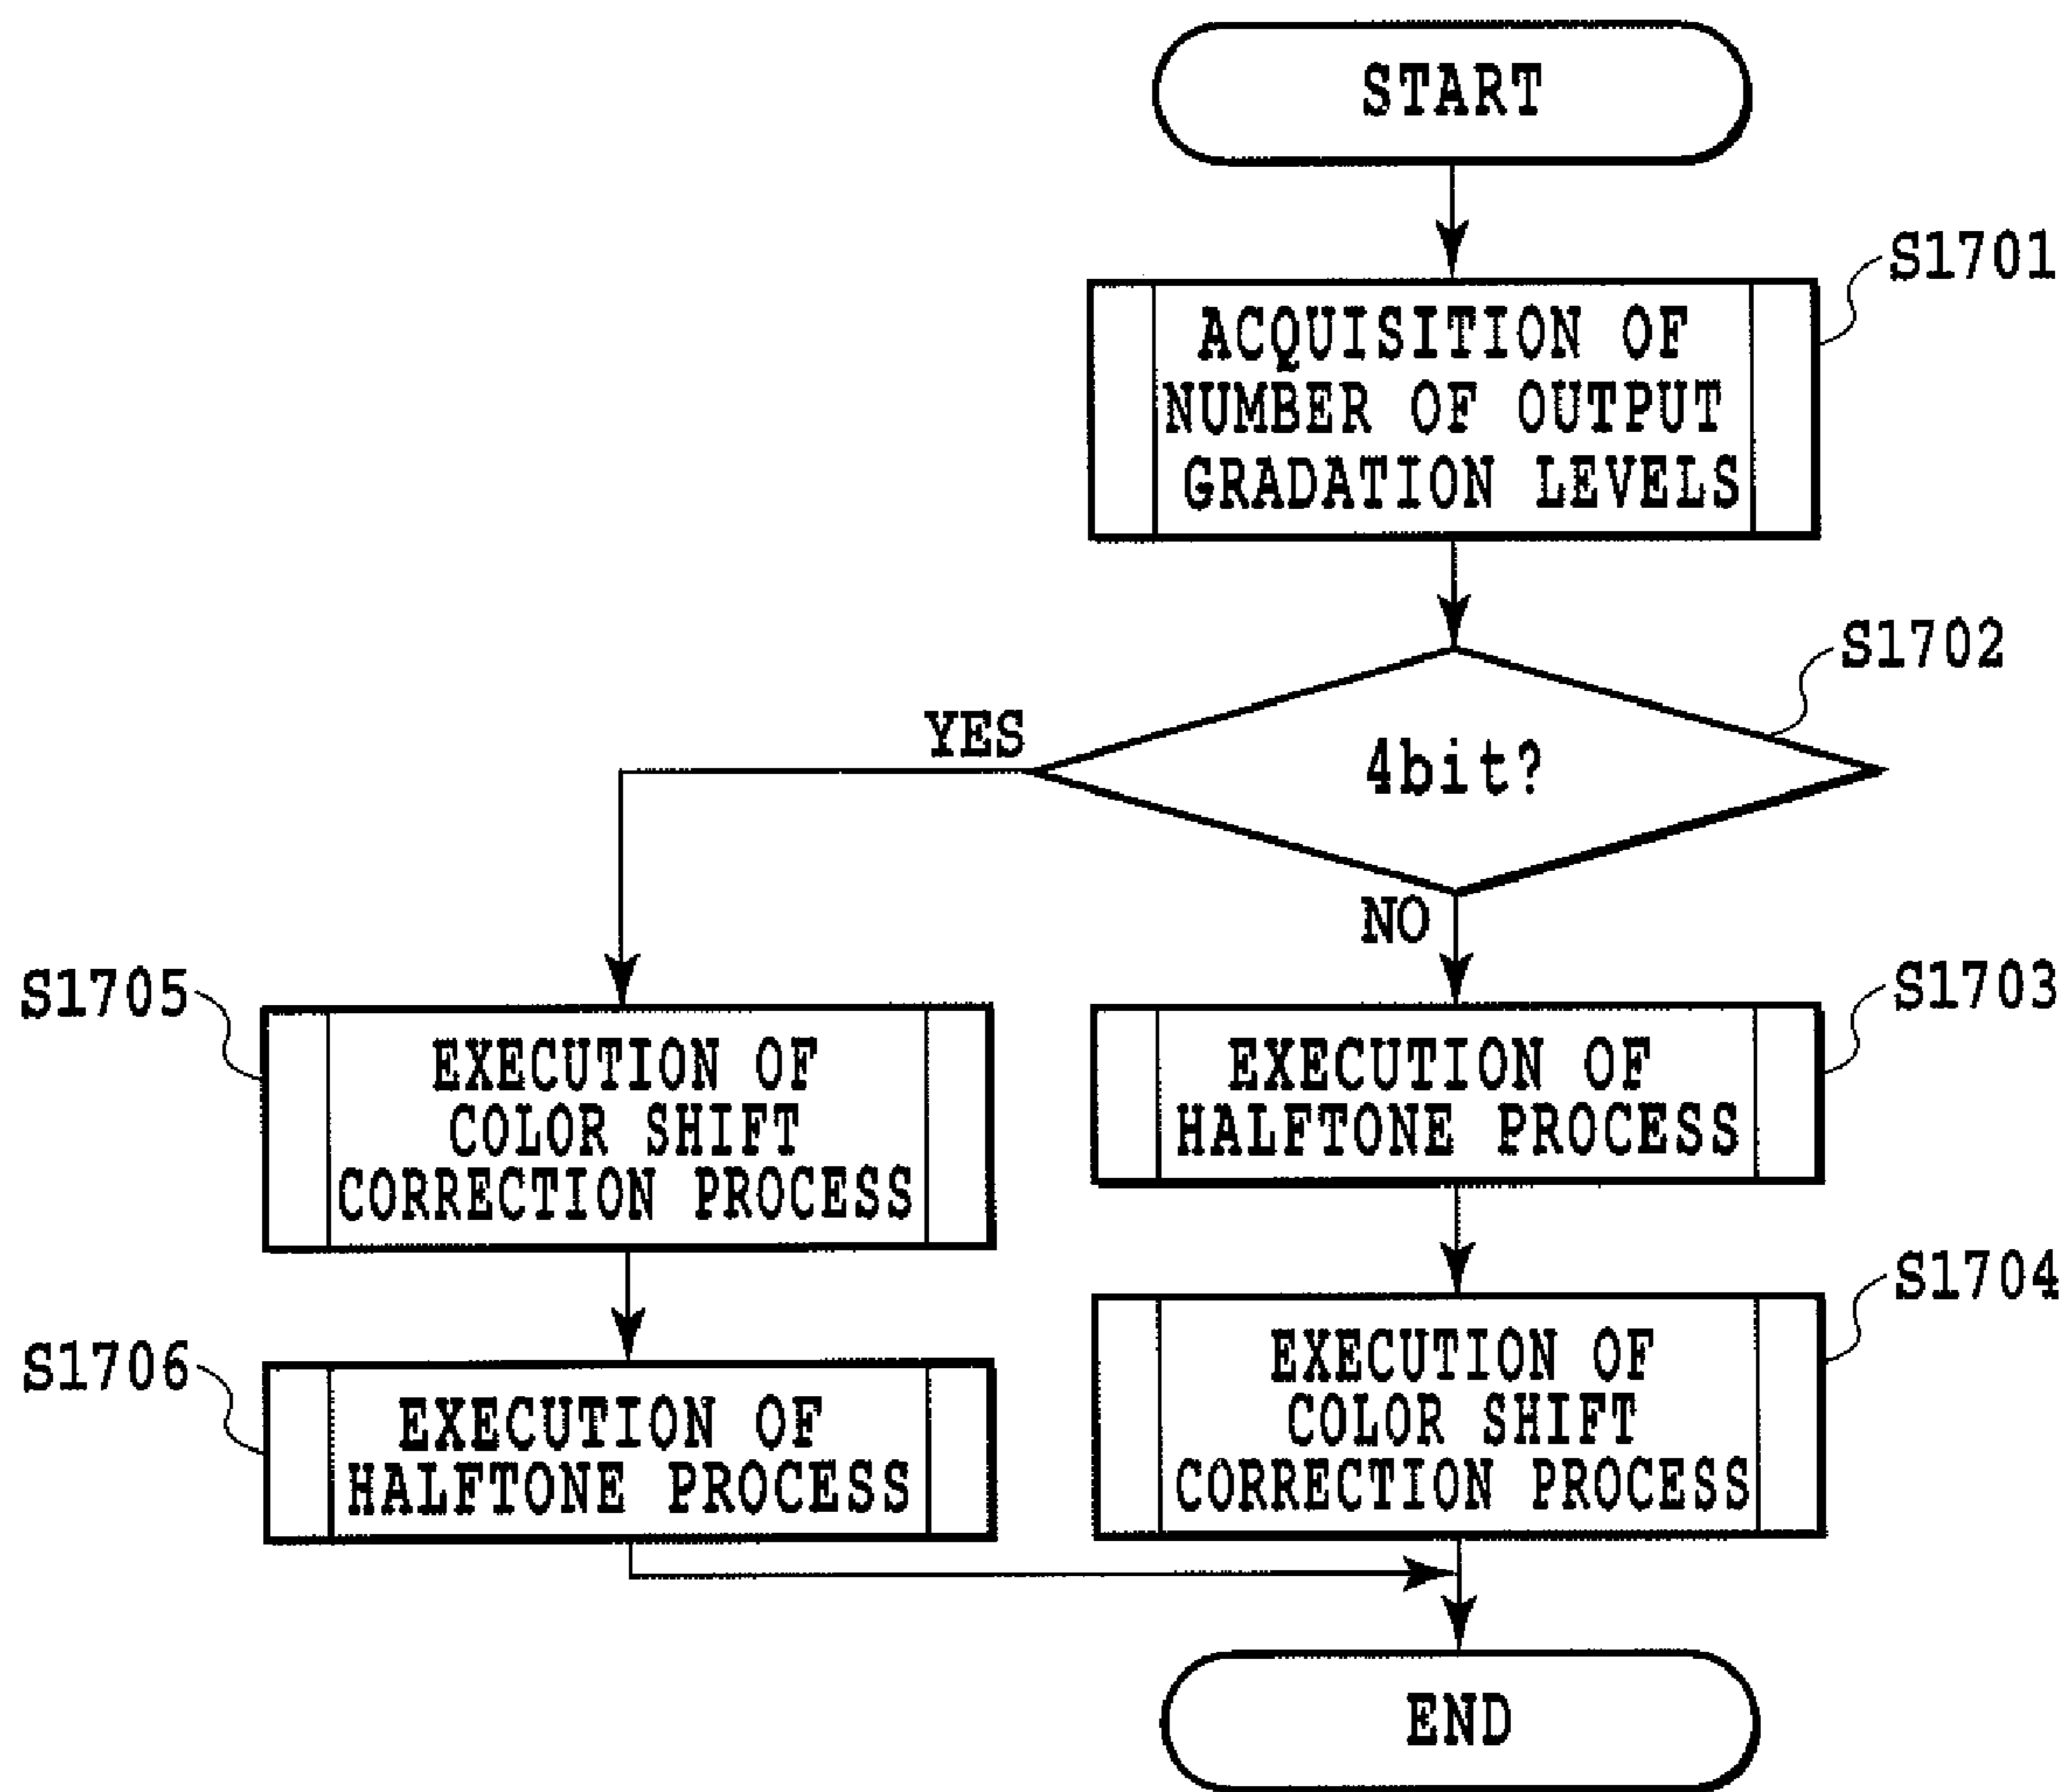 START
S1701
ACQUISITION OF
NUMBER OF OUTPUT
GRADATION LEVELS
S1702
4bit?
YES
NO
S1705
EXECUTION OF
COLOR SHIFT
CORRECTION PROCESS
S1703
EXECUTION OF
HALFTONE PROCESS
S1706
EXECUTION OF
HALFTONE PROCESS
S1704
EXECUTION OF
COLOR SHIFT
CORRECTION PROCESS
END